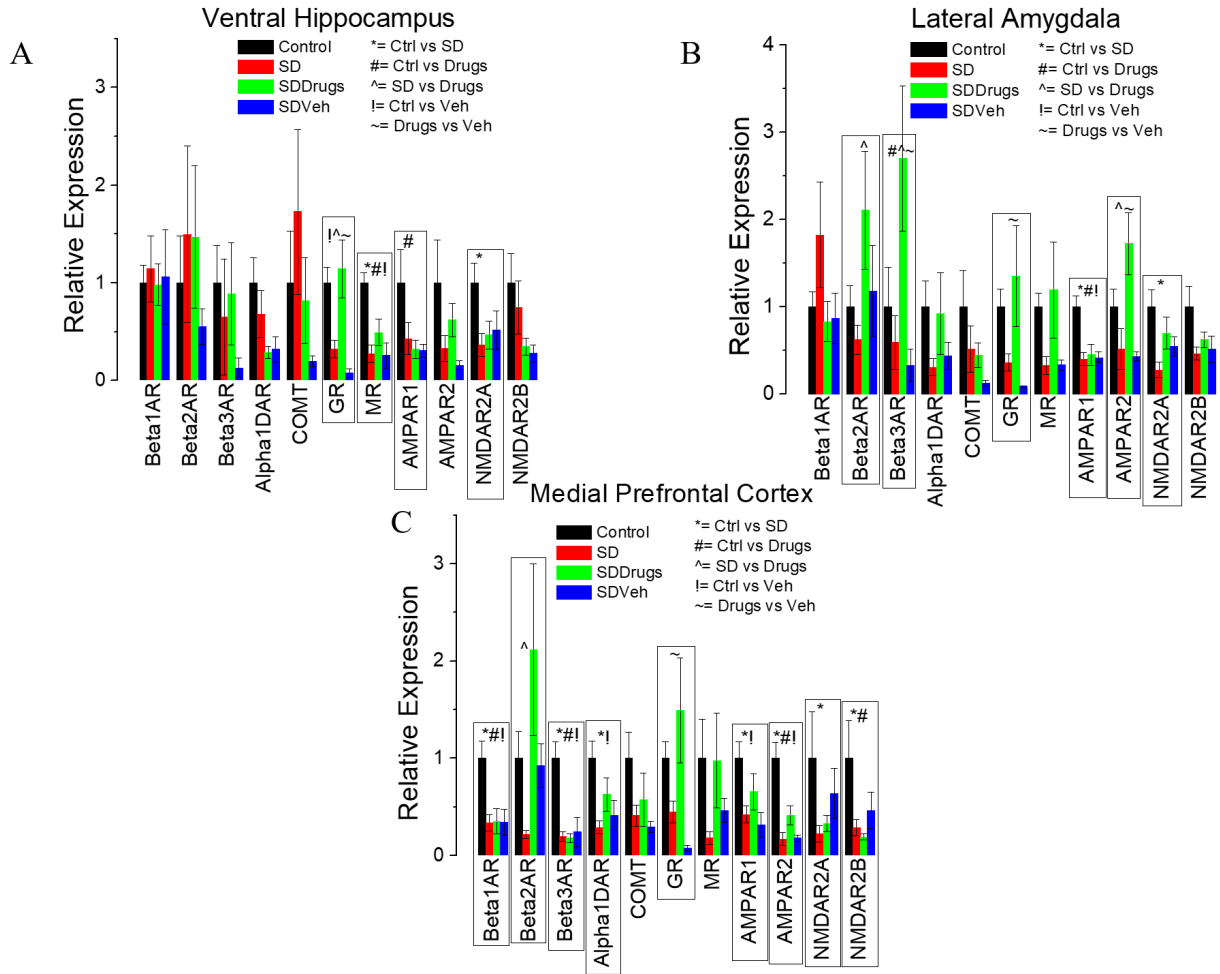 Ventral Hippocampus
A
Control
SD
SDDrugs
SDVeh
*= Ctrl vs SD
#= Ctrl vs Drugs
^= SD vs Drugs
!= Ctrl vs Veh
~= Drugs vs Veh
Relative Expression
3
2
1
0
!^~
*#!
#
*
Beta1AR
Beta2AR
Beta3AR
Alpha1DAR
COMT
GR
MR
AMPAR1
AMPAR2
NMDAR2A
NMDAR2B
Lateral Amygdala
B
Control
SD
SDDrugs
SDVeh
*= Ctrl vs SD
#= Ctrl vs Drugs
^= SD vs Drugs
!= Ctrl vs Veh
~= Drugs vs Veh
Relative Expression
4
3
2
1
0
^
#^~
~
*#!
^~
*
Beta1AR
Beta2AR
Beta3AR
Alpha1DAR
COMT
GR
MR
AMPAR1
AMPAR2
NMDAR2A
NMDAR2B
Medial Prefrontal Cortex
C
Control
SD
SDDrugs
SDVeh
*= Ctrl vs SD
#= Ctrl vs Drugs
^= SD vs Drugs
!= Ctrl vs Veh
~= Drugs vs Veh
Relative Expression
3
2
1
0
*#!
^
*#!
*!
~
*!
*#!
*
*#
Beta1AR
Beta2AR
Beta3AR
Alpha1DAR
COMT
GR
MR
AMPAR1
AMPAR2
NMDAR2A
NMDAR2B